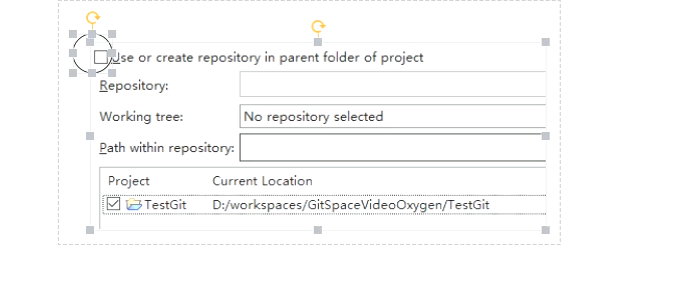 Use or create repository in parent folder of project
Repository:
Working tree: No repository selected
Path within repository:
Project Current Location
TestGit D:/workspaces/GitSpaceVideoOxygen/TestGit